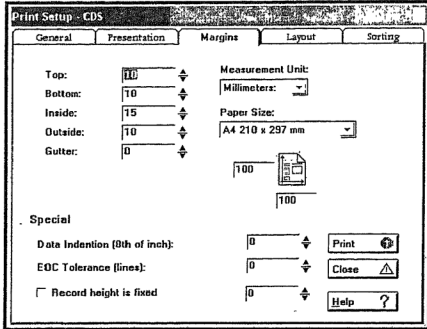 Print Setup - CDS
General Presentation Margins Layout Sorting
Top: 10 Measurement Unit:
Bottom: 10 Millimeters:
Inside: 15 Paper Size:
Outside: 10 A4 210 x 297 mm
Gutter: 0
100
100
Special
Data Indention (8th of inch): 0 Print
EOC Tolerance (lines): 0 Close
Record height is fixed 0 Help ?